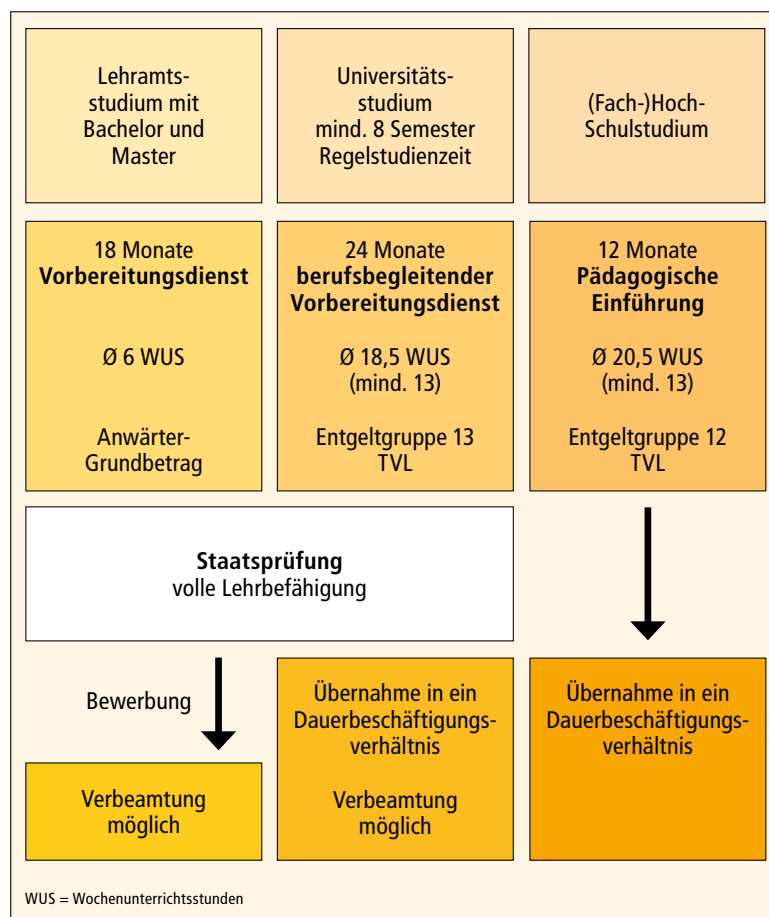 Lehramts-
studium mit
Bachelor und
Master
Universitäts-
studium
mind. 8 Semester
Regelstudienzeit
(Fach-)Hoch-
Schulstudium
18 Monate
Vorbereitungsdienst
Ø 6 WUS
Anwärter-
Grundbetrag
24 Monate
berufsbegleitender
Vorbereitungsdienst
Ø 18,5 WUS
(mind. 13)
Entgeltgruppe 13
TVL
12 Monate
Pädagogische
Einführung
Ø 20,5 WUS
(mind. 13)
Entgeltgruppe 12
TVL
Staatsprüfung
volle Lehrbefähigung
Bewerbung
Verbeamtung
möglich
Übernahme in ein
Dauerbeschäftigungs-
verhältnis
Verbeamtung
möglich
Übernahme in ein
Dauerbeschäftigungs-
verhältnis
WUS = Wochenunterrichtsstunden